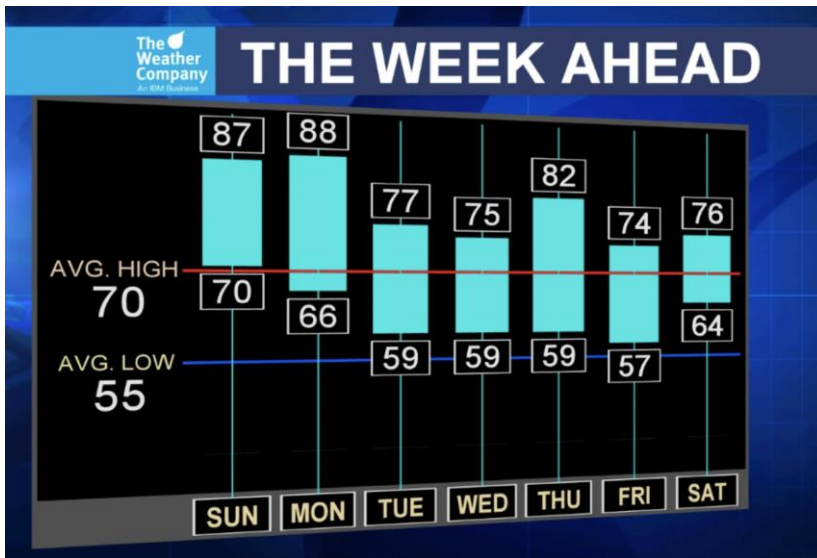 The
Weather
Company
An IBM Business
THE WEEK AHEAD
87
88
77
75
82
74
76
AVG. HIGH
70
70
66
64
AVG. LOW
55
59
59
59
57
SUN
MON
TUE
WED
THU
FRI
SAT